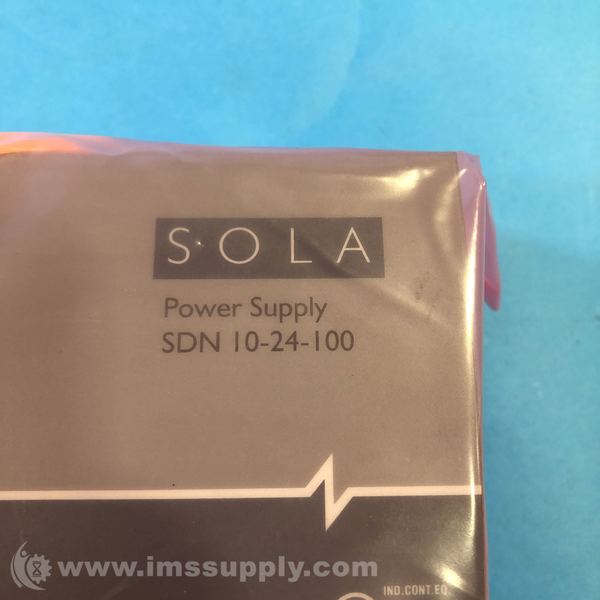 SOLA
Power Supply
SDN 10-24-100
IND.CONT.EQ
www.imssupply.com